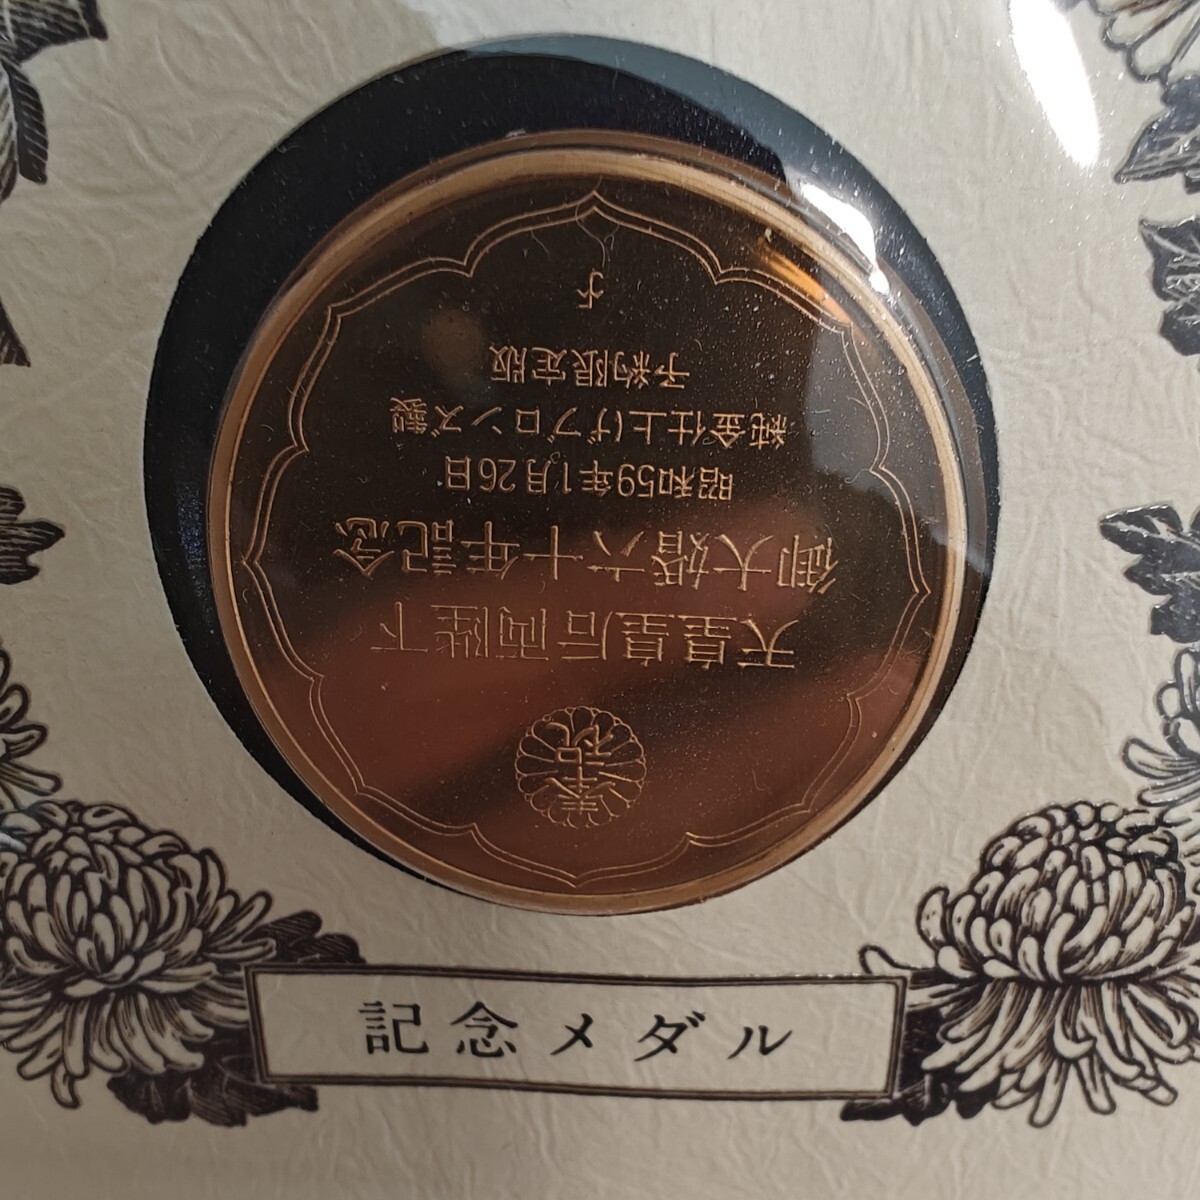 奉祝
天皇皇后両陛下
御大婚六十年記念
昭和59年1月26日
純金仕上げブロンズ製
予約限定版
記念メダル